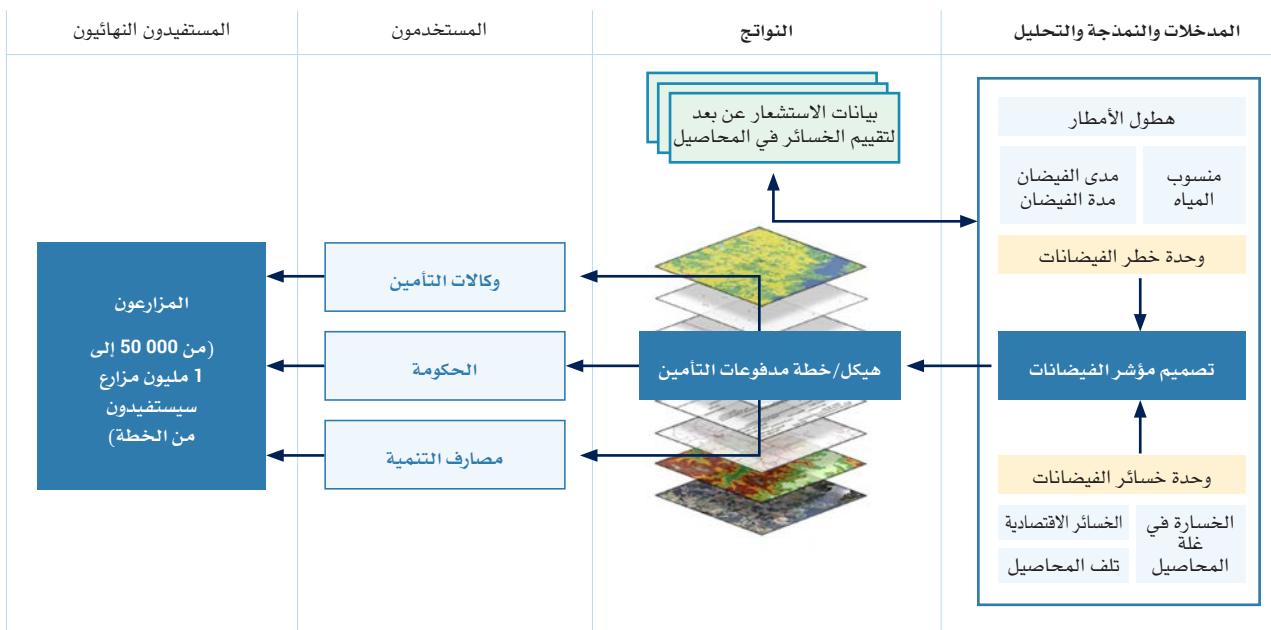 المدخلات والنمذجة والتحليل
النواتج
المستخدمون
المستفيدون النهائيون
هطول الأمطار
منسوب
المياه
مدى الفيضان
مدة الفيضان
وحدة خطر الفيضانات
تصميم مؤشر الفيضانات
وحدة خسائر الفيضانات
الخسارة في
غلة
المحاصيل
الخسائر الاقتصادية
تلف المحاصيل
بيانات الاستشعار عن بعد
لتقييم الخسائر في المحاصيل
هيكل/خطة مدفوعات التأمين
وكالات التأمين
الحكومة
مصارف التنمية
المزارعون
(من 000 50 إلى
1 مليون مزارع
سيستفيدون
من الخطة)